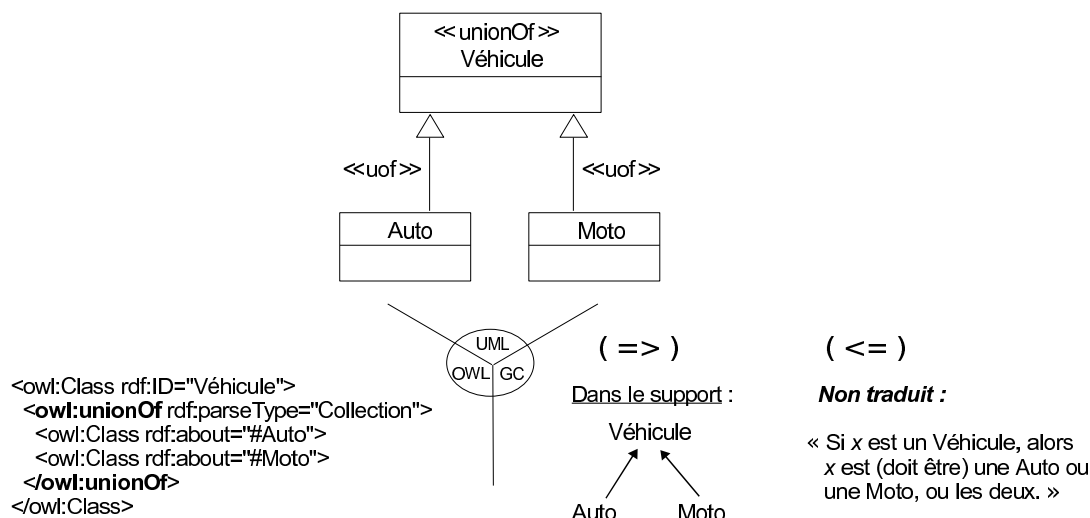 <<unionOf>>
Véhicule
<<uof>> <<uof>>
Auto Moto
UML
OWL GC
<owl:Class rdf:ID="Véhicule">
<owl:unionOf rdf:parseType="Collection">
<owl:Class rdf:about="#Auto">
<owl:Class rdf:about="#Moto">
</owl:unionOf>
</owl:Class>
( => )
Dans le support :
Véhicule
Auto Moto
( <= )
Non traduit :
« Si x est un Véhicule, alors
x est (doit être) une Auto ou
une Moto, ou les deux. »